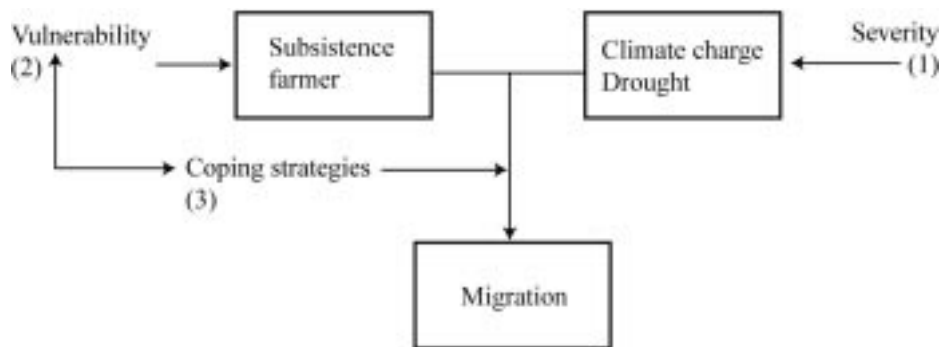 Vulnerability
(2)
Subsistence
farmer
Climate charge
Drought
Severity
(1)
Coping strategies
(3)
Migration